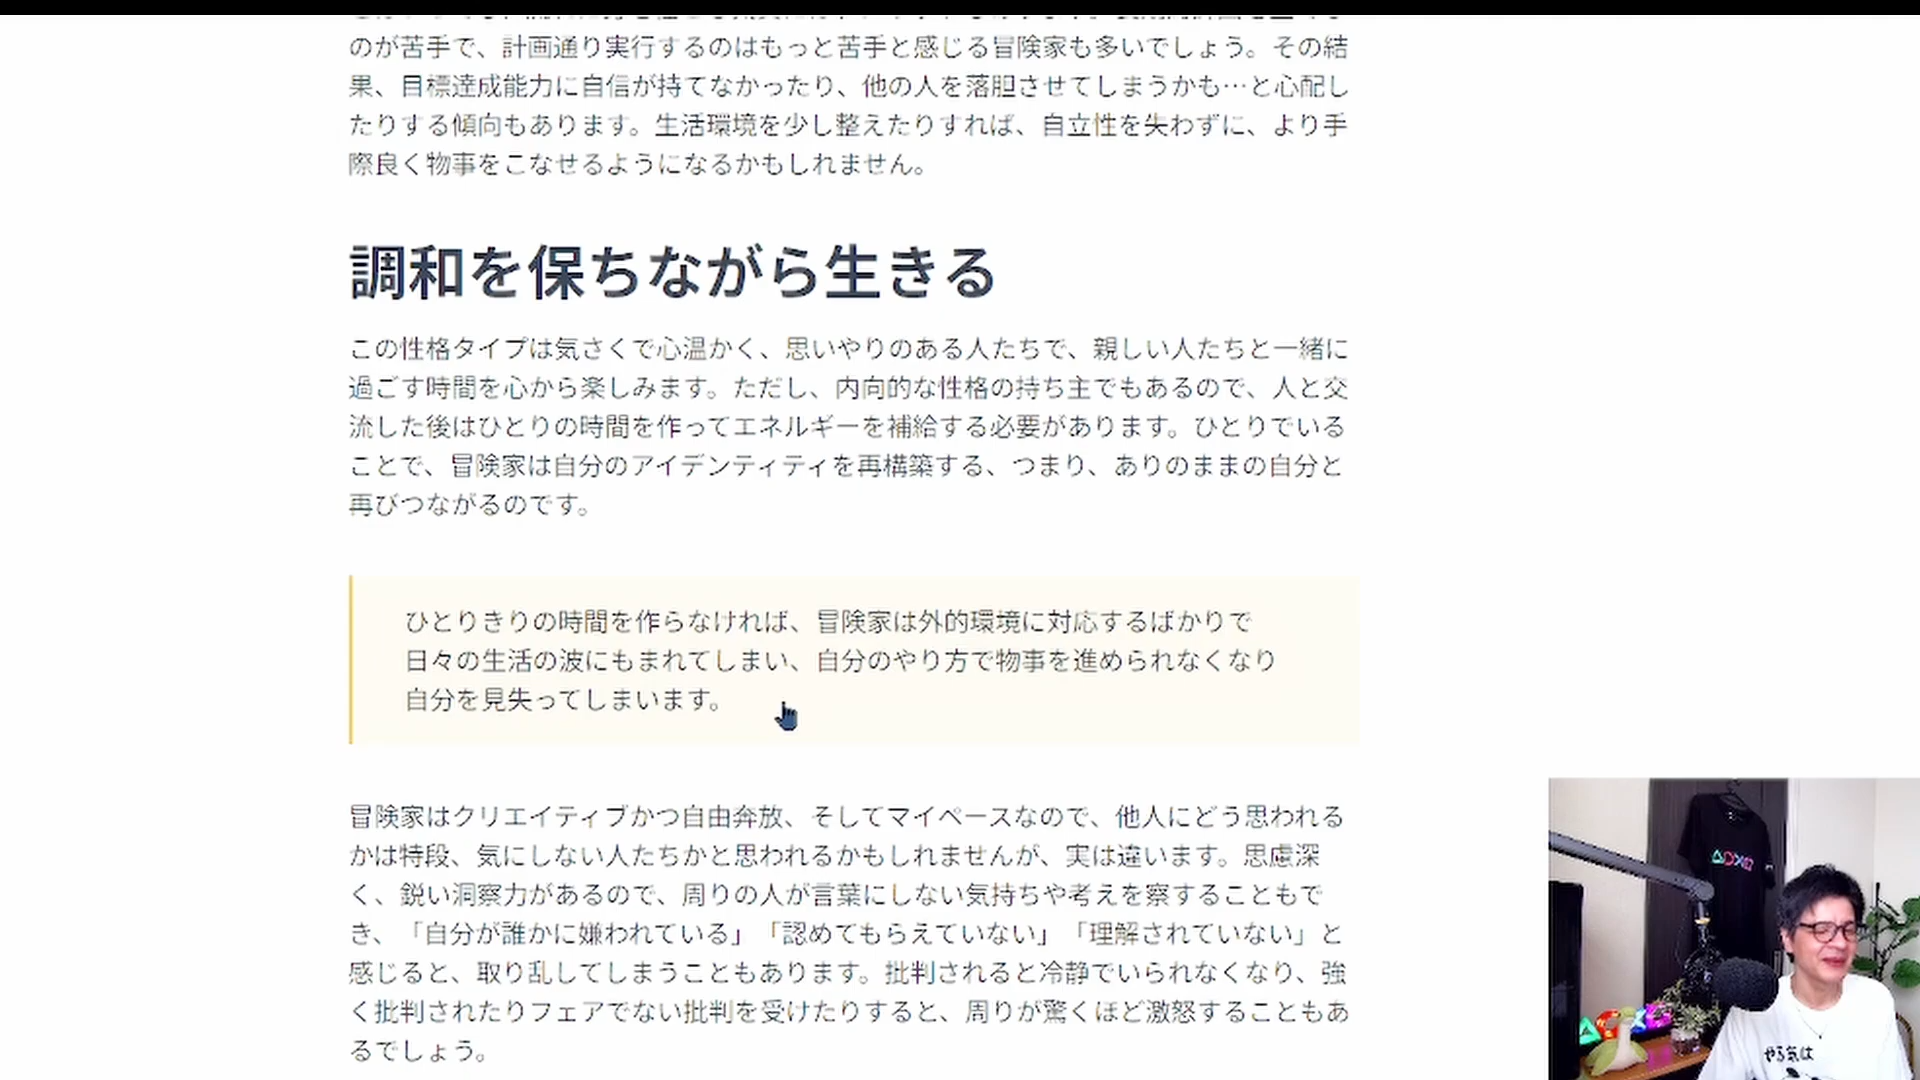 のが苦手で、計画通り実行するのはもっと苦手と感じる冒険家も多いでしょう。その結
果、目標達成能力に自信が持てなかったり、他の人を落胆させてしまうかも…と心配し
たりする傾向もあります。生活環境を少し整えたりすれば、自立性を失わずに、より手
際良く物事をこなせるようになるかもしれません。
調和を保ちながら生きる
この性格タイプは気さくで心温かく、思いやりのある人たちで、親しい人たちと一緒に
過ごす時間を心から楽しみます。ただし、内向的な性格の持ち主でもあるので、人と交
流した後はひとりの時間を作ってエネルギーを補給する必要があります。ひとりでいる
ことで、冒険家は自分のアイデンティティを再構築する、つまり、ありのままの自分と
再びつながるのです。
ひとりきりの時間を作らなければ、冒険家は外的環境に対応するばかりで
日々の生活の波にもまれてしまい、自分のやり方で物事を進められなくなり
自分を見失ってしまいます。
冒険家はクリエイティブかつ自由奔放、そしてマイペースなので、他人にどう思われる
かは特段、気にしない人たちかと思われるかもしれませんが、実は違います。思慮深
く、鋭い洞察力があるので、周りの人が言葉にしない気持ちや考えを察することもで
き、「自分が誰かに嫌われている」「認めてもらえていない」「理解されていない」と
感じると、取り乱してしまうこともあります。批判されると冷静でいられなくなり、強
く批判されたりフェアでない批判を受けたりすると、周りが驚くほど激怒することもあ
るでしょう。
やる気は